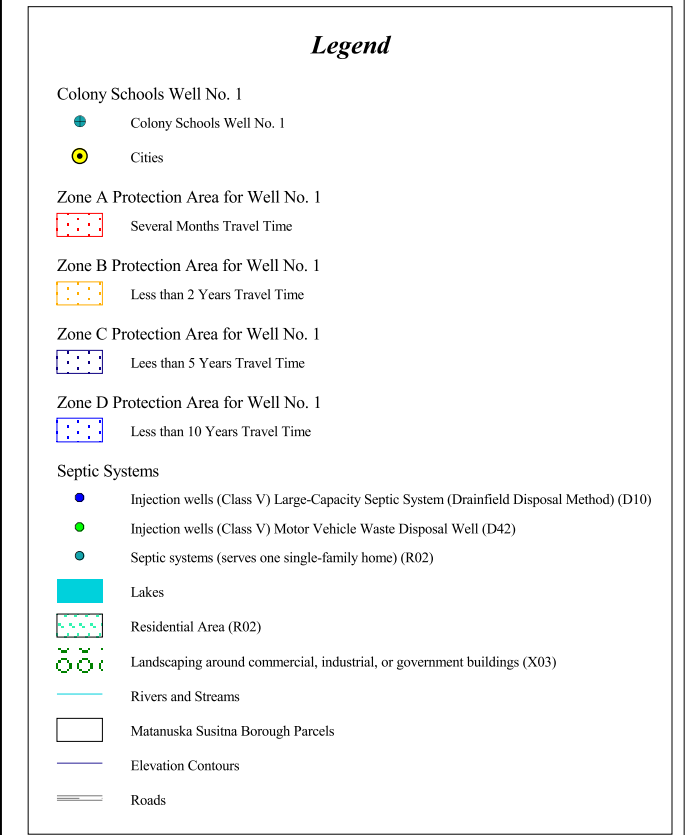 Legend
Colony Schools Well No. 1
Colony Schools Well No. 1
Cities
Zone A Protection Area for Well No. 1
Several Months Travel Time
Zone B Protection Area for Well No. 1
Less than 2 Years Travel Time
Zone C Protection Area for Well No. 1
Lees than 5 Years Travel Time
Zone D Protection Area for Well No. 1
Less than 10 Years Travel Time
Septic Systems
Injection wells (Class V) Large-Capacity Septic System (Drainfield Disposal Method) (D10)
Injection wells (Class V) Motor Vehicle Waste Disposal Well (D42)
Septic systems (serves one single-family home) (R02)
Lakes
Residential Area (R02)
Landscaping around commercial, industrial, or government buildings (X03)
Rivers and Streams
Matanuska Susitna Borough Parcels
Elevation Contours
Roads